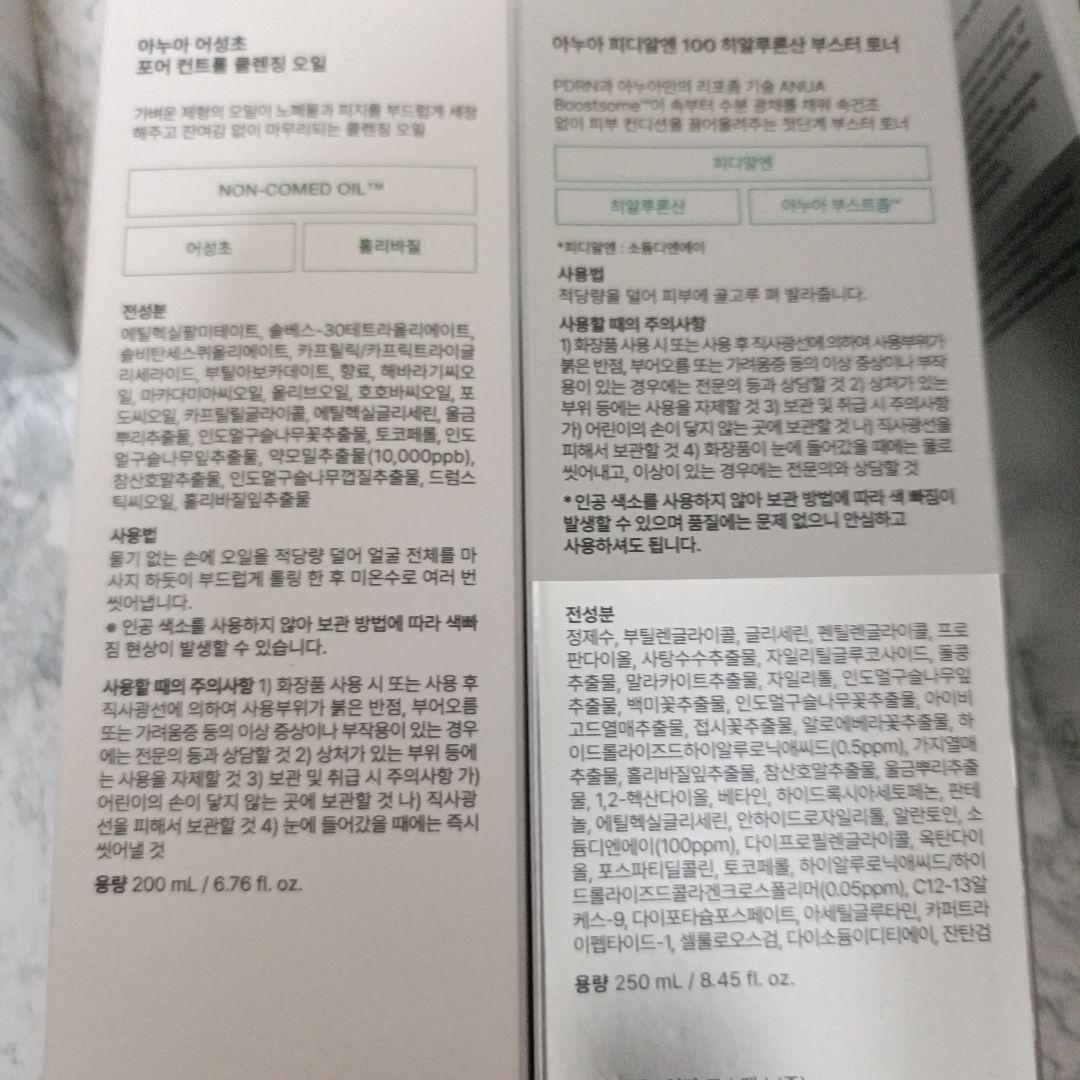 아누아 어성초
포어 컨트롤 클렌징 오일
가벼운 제형의 오일이 노폐물과 피지를 부드럽게 세정
해주고 잔여감 없이 마무리되는 클렌징 오일
NON-COMED OIL™
어성초
홀리바질
전성분
에틸헥실팔미테이트, 솔베스-30테트라올리에이트,
솔비탄세스퀴올리에이트, 카프릴릭/카프릭트라이글
리세라이드, 부틸아보카데이트, 향료, 해바라기씨오
일, 마카다미아씨오일, 올리브오일, 호호바씨오일, 포
도씨오일, 카프릴릴글라이콜, 에틸헥실글리세린, 울금
뿌리추출물, 인도멀구슬나무꽃추출물, 토코페롤, 인도
멀구슬나무잎추출물, 약모밀추출물(10,000ppb),
참산호말추출물, 인도멀구슬나무껍질추출물, 드럼스
틱씨오일, 홀리바질잎추출물
사용법
물기 없는 손에 오일을 적당량 덜어 얼굴 전체를 마
사지 하듯이 부드럽게 롤링 한 후 미온수로 여러 번
씻어냅니다.
※ 인공 색소를 사용하지 않아 보관 방법에 따라 색빠
짐 현상이 발생할 수 있습니다.
사용할 때의 주의사항 1) 화장품 사용 시 또는 사용 후
직사광선에 의하여 사용부위가 붉은 반점, 부어오름
또는 가려움증 등의 이상 증상이나 부작용이 있는 경우
에는 전문의 등과 상담할 것 2) 상처가 있는 부위 등에
는 사용을 자제할 것 3) 보관 및 취급 시 주의사항 가)
어린이의 손이 닿지 않는 곳에 보관할 것 나) 직사광
선을 피해서 보관할 것 4) 눈에 들어갔을 때에는 즉시
씻어낼 것
용량 200 mL / 6.76 fl. oz.
아누아 피디알엔 100 히알루론산 부스터 토너
PDRN과 아누아만의 리포좀 기술 ANUA
Boostsome™이 속부터 수분 광채를 채워 속건조
없이 피부 컨디션을 끌어올려주는 첫단계 부스터 토너
피디알엔
히알루론산
아누아 부스트좀™
*피디알엔 : 소듐디엔에이
사용법
적당량을 덜어 피부에 골고루 펴 발라줍니다.
사용할 때의 주의사항
1) 화장품 사용 시 또는 사용 후 직사광선에 의하여 사용부위가
붉은 반점, 부어오름 또는 가려움증 등의 이상 증상이나 부작
용이 있는 경우에는 전문의 등과 상담할 것 2) 상처가 있는
부위 등에는 사용을 자제할 것 3) 보관 및 취급 시 주의사항
가) 어린이의 손이 닿지 않는 곳에 보관할 것 나) 직사광선을
피해서 보관할 것 4) 화장품이 눈에 들어갔을 때에는 물로
씻어내고, 이상이 있는 경우에는 전문의와 상담할 것
* 인공 색소를 사용하지 않아 보관 방법에 따라 색 빠짐이
발생할 수 있으며 품질에는 문제 없으니 안심하고
사용하셔도 됩니다.
전성분
정제수, 부틸렌글라이콜, 글리세린, 펜틸렌글라이콜, 프로
판다이올, 사탕수수추출물, 자일리틸글루코사이드, 돌콩
추출물, 말라카이트추출물, 자일리톨, 인도멀구슬나무잎
추출물, 백미꽃추출물, 인도멀구슬나무꽃추출물, 아이비
고드열매추출물, 접시꽃추출물, 알로에베라꽃추출물, 하
이드롤라이즈드하이알루로닉애씨드(0.5ppm), 가지열매
추출물, 홀리바질잎추출물, 참산호말추출물, 울금뿌리추출
물, 1,2-헥산다이올, 베타인, 하이드록시아세토페논, 판테
놀, 에틸헥실글리세린, 안하이드로자일리톨, 알란토인, 소
듐디엔에이(100ppm), 다이프로필렌글라이콜, 옥탄다이
올, 포스파티딜콜린, 토코페롤, 하이알루로닉애씨드/하이
드롤라이즈드콜라겐크로스폴리머(0.05ppm), C12-13알
케스-9, 다이포타슘포스페이트, 아세틸글루타민, 카퍼트라
이펩타이드-1, 셀룰로오스검, 다이소듐이디티에이, 잔탄검
용량 250 mL / 8.45 fl. oz.